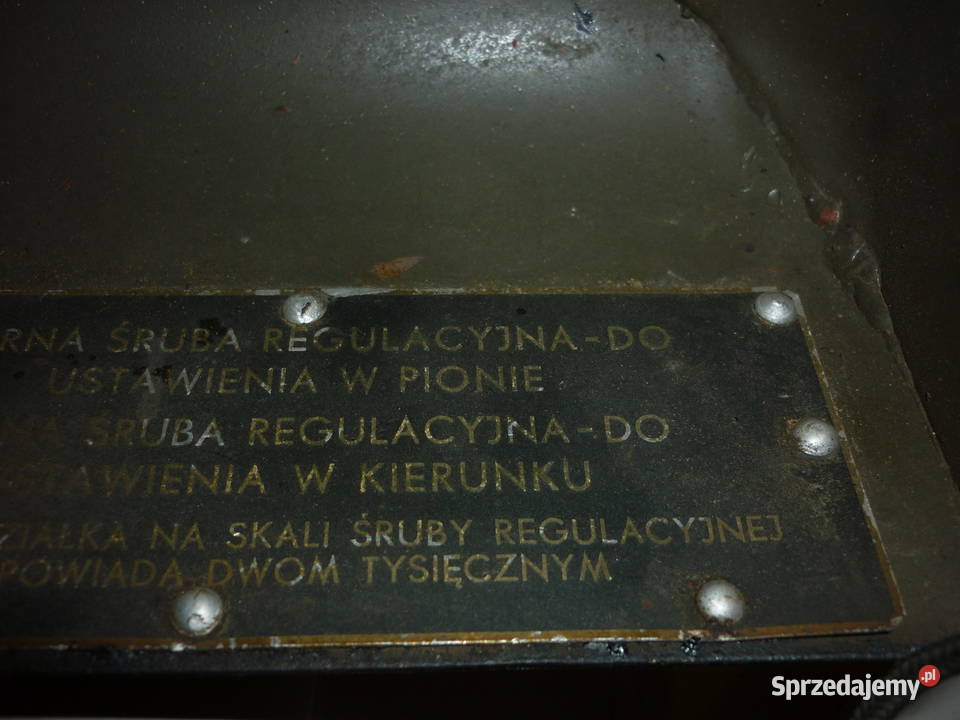 RNA ŚRUBA REGULACYJNA-DO
USTAWIENIA W PIONIE
NA ŚRUBA REGULACYJNA-DO
STAWIENIA W KIERUNKU
ZIAŁKA NA SKALI ŚRUBY REGULACYJNEJ
POWIADA DWOM TYSIĘCZNYM
Sprzedajemy.pl